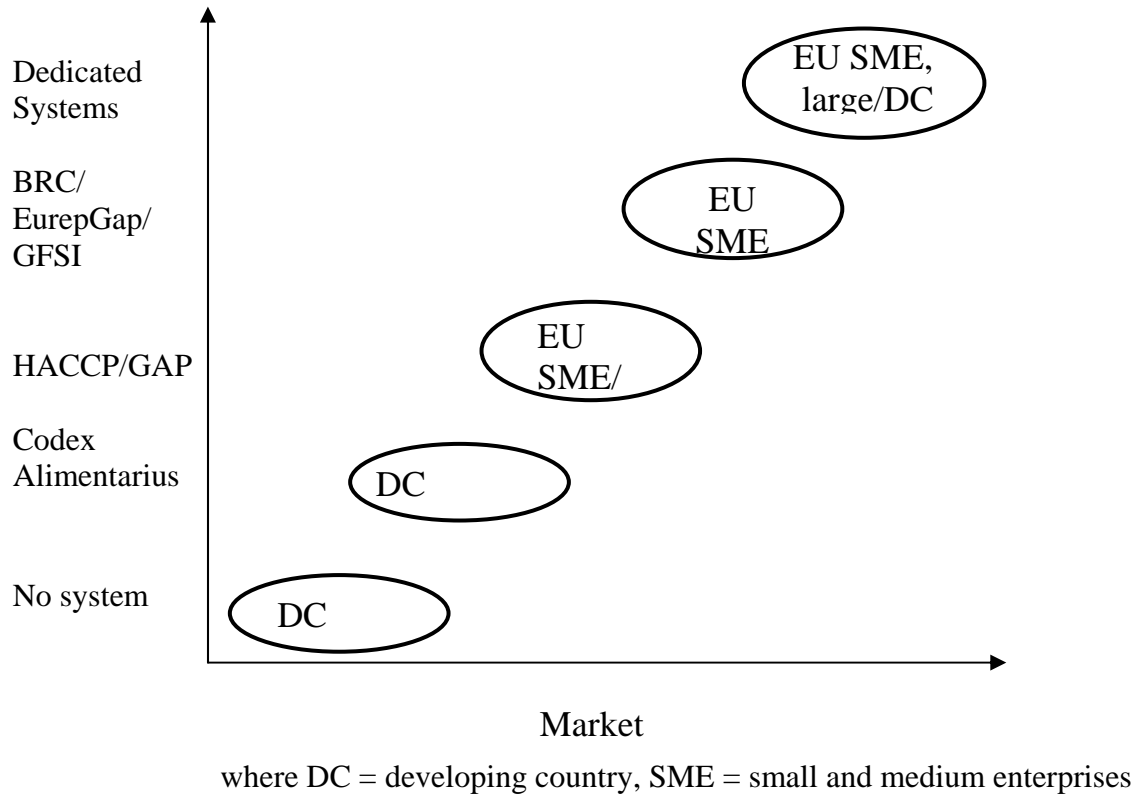 Dedicated
Systems
EU SME,
large/DC
BRC/
EurepGap/
GFSI
EU
SME
HACCP/GAP
EU
SME/
Codex
Alimentarius
DC
No system
DC
Market
where DC = developing country, SME = small and medium enterprises